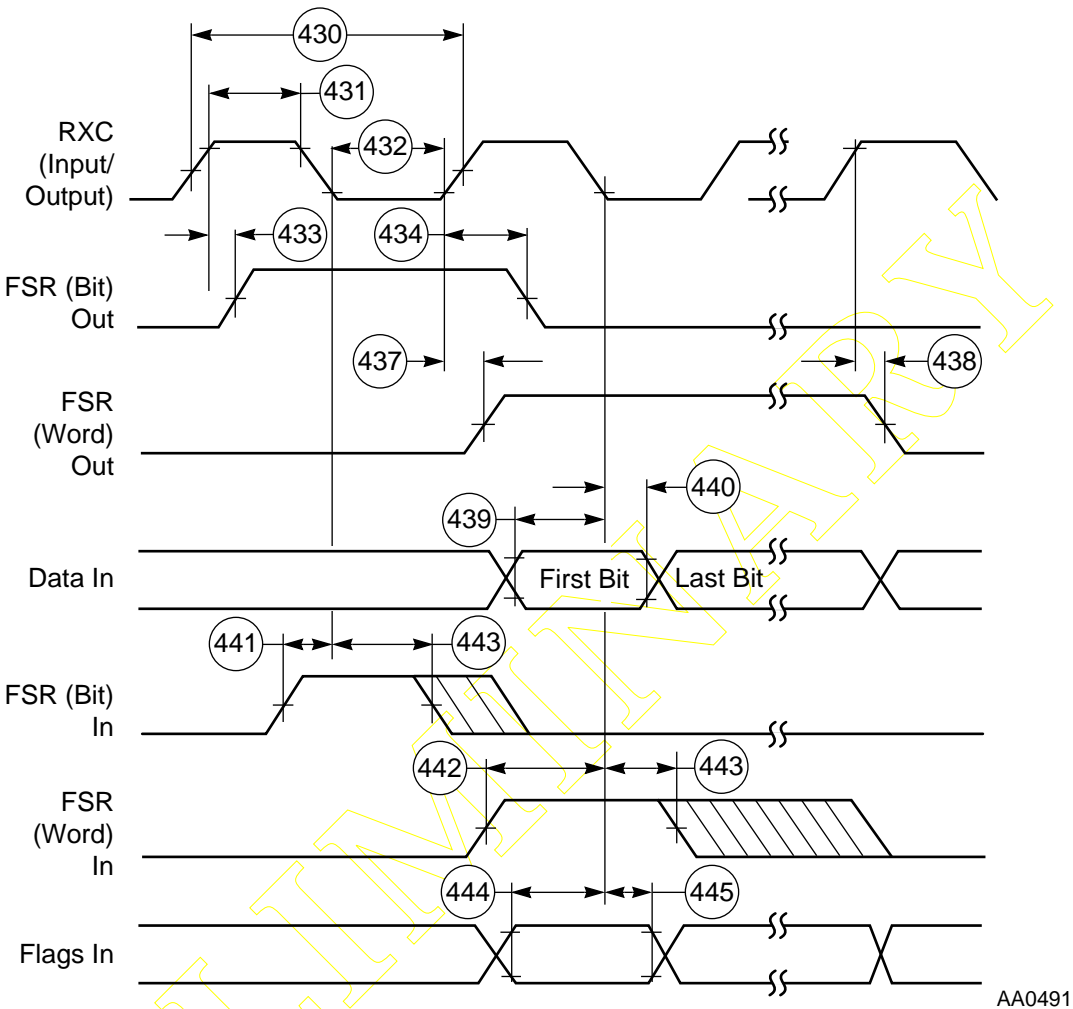 430
431
RXC
(Input/
Output)
432
433
434
FSR (Bit)
Out
437
438
FSR
(Word)
Out
439
440
Data In
First Bit
Last Bit
441
443
FSR (Bit)
In
442
443
FSR
(Word)
In
444
445
Flags In
AA0491
LIMINARY